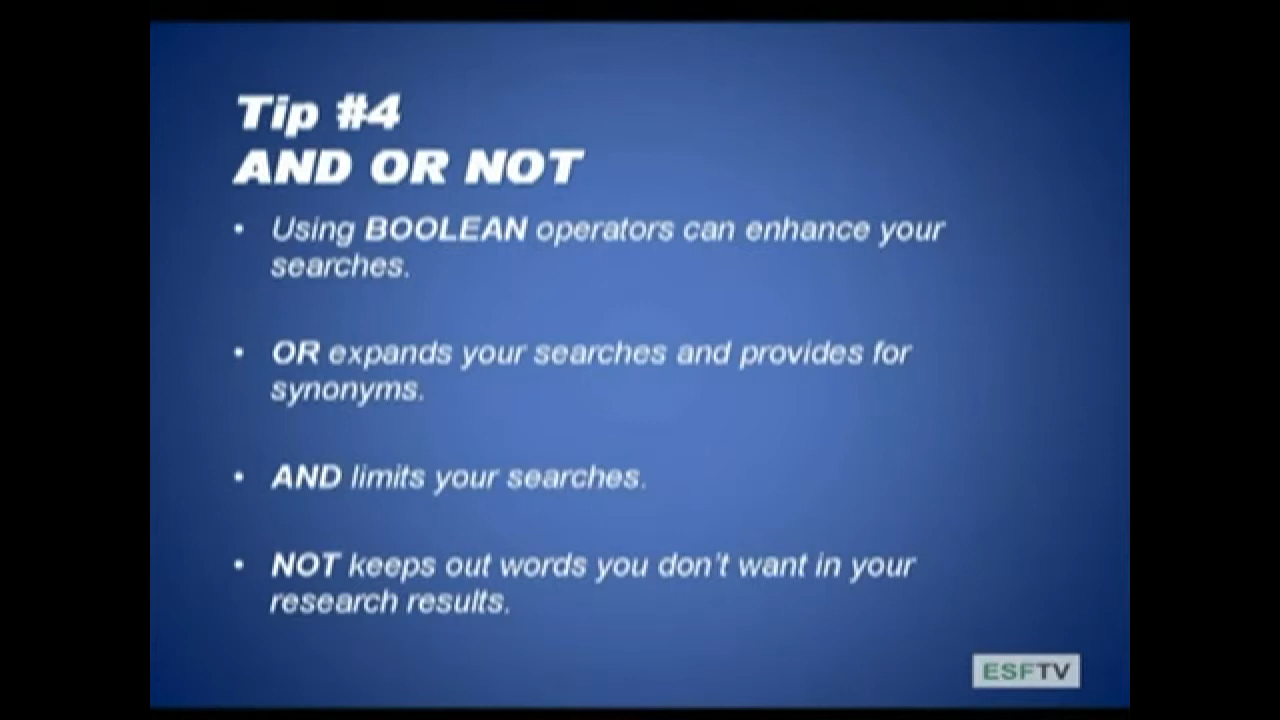 Tip #4
AND OR NOT
• Using BOOLEAN operators can enhance your
searches.
• OR expands your searches and provides for
synonyms.
• AND limits your searches.
• NOT keeps out words you don't want in your
research results.
ESFTV